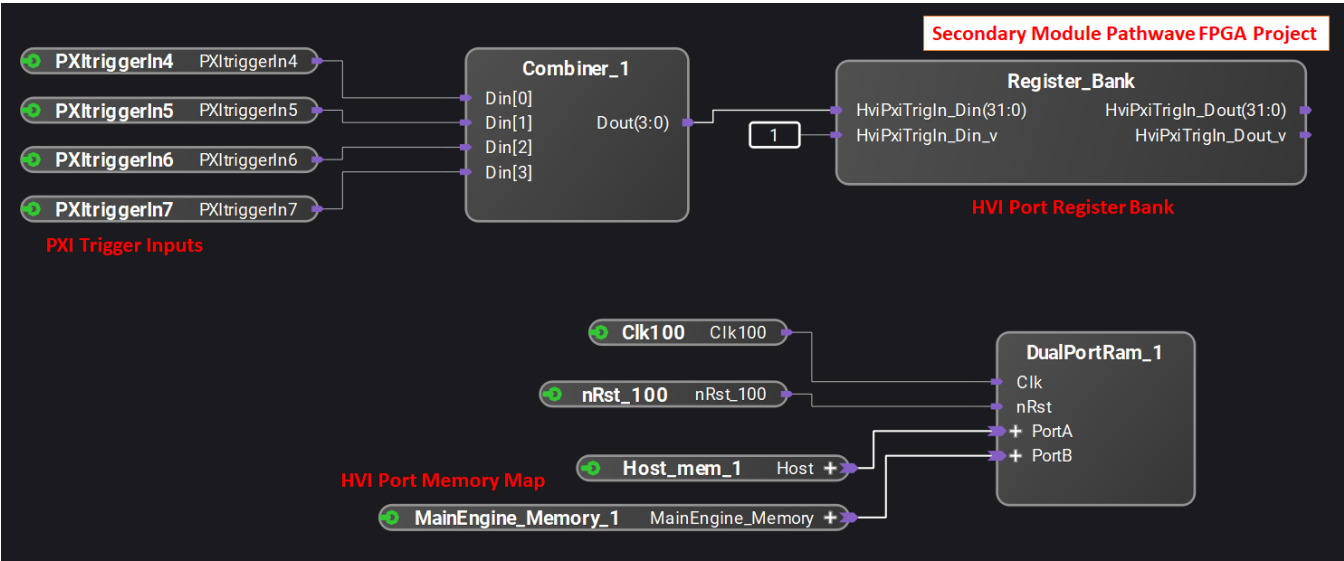 Secondary Module Pathwave FPGA Project
PXItriggerIn4 PXItriggerIn4
PXItriggerIn5 PXItriggerIn5
PXItriggerIn6 PXItriggerIn6
PXItriggerIn7 PXItriggerIn7
PXI Trigger Inputs
Combiner_1
Din[0]
Din[1] Dout(3:0)
Din[2]
Din[3]
1
Register_Bank
HviPxiTrigIn_Din(31:0) HviPxiTrigIn_Dout(31:0)
HviPxiTrigIn_Din_v HviPxiTrigIn_Dout_v
HVI Port Register Bank
Clk100 Clk100
nRst_100 nRst_100
Host_mem_1 Host +
HVI Port Memory Map
MainEngine_Memory_1 MainEngine_Memory +
DualPortRam_1
Clk
nRst
+ PortA
+ PortB